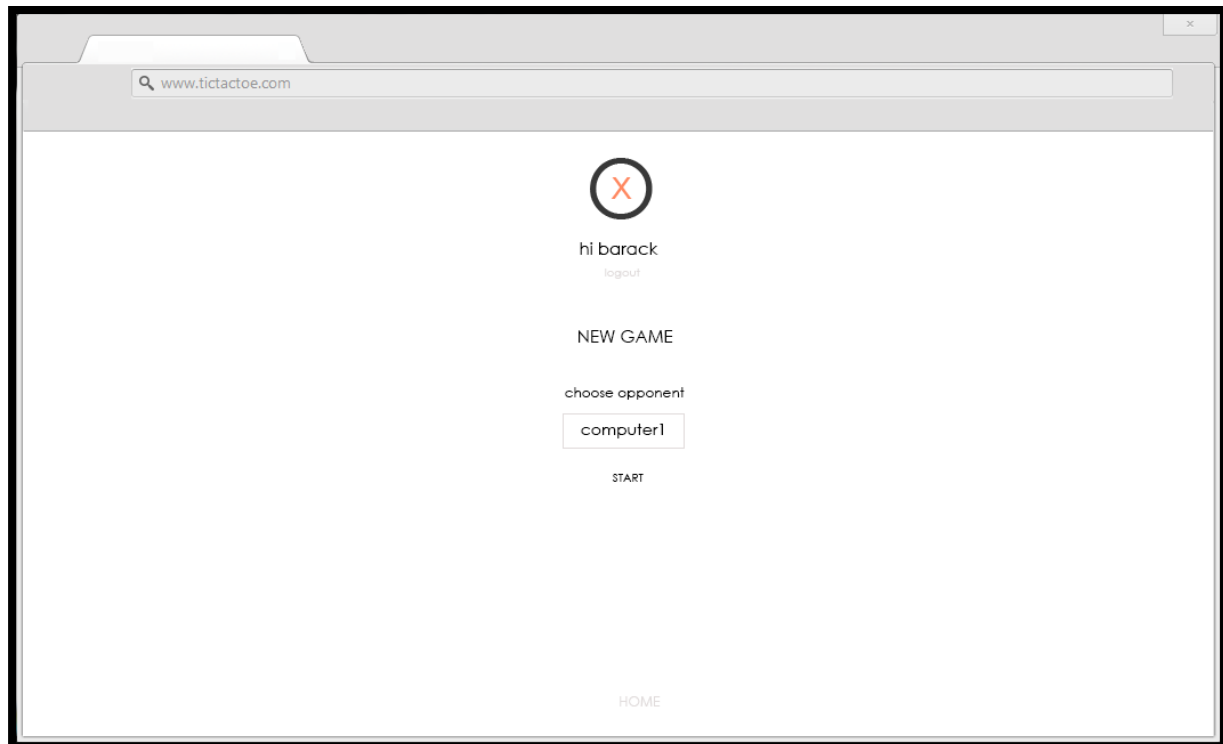 www.tictactoe.com
X
hi barack
logout
NEW GAME
choose opponent
computer1
START
HOME